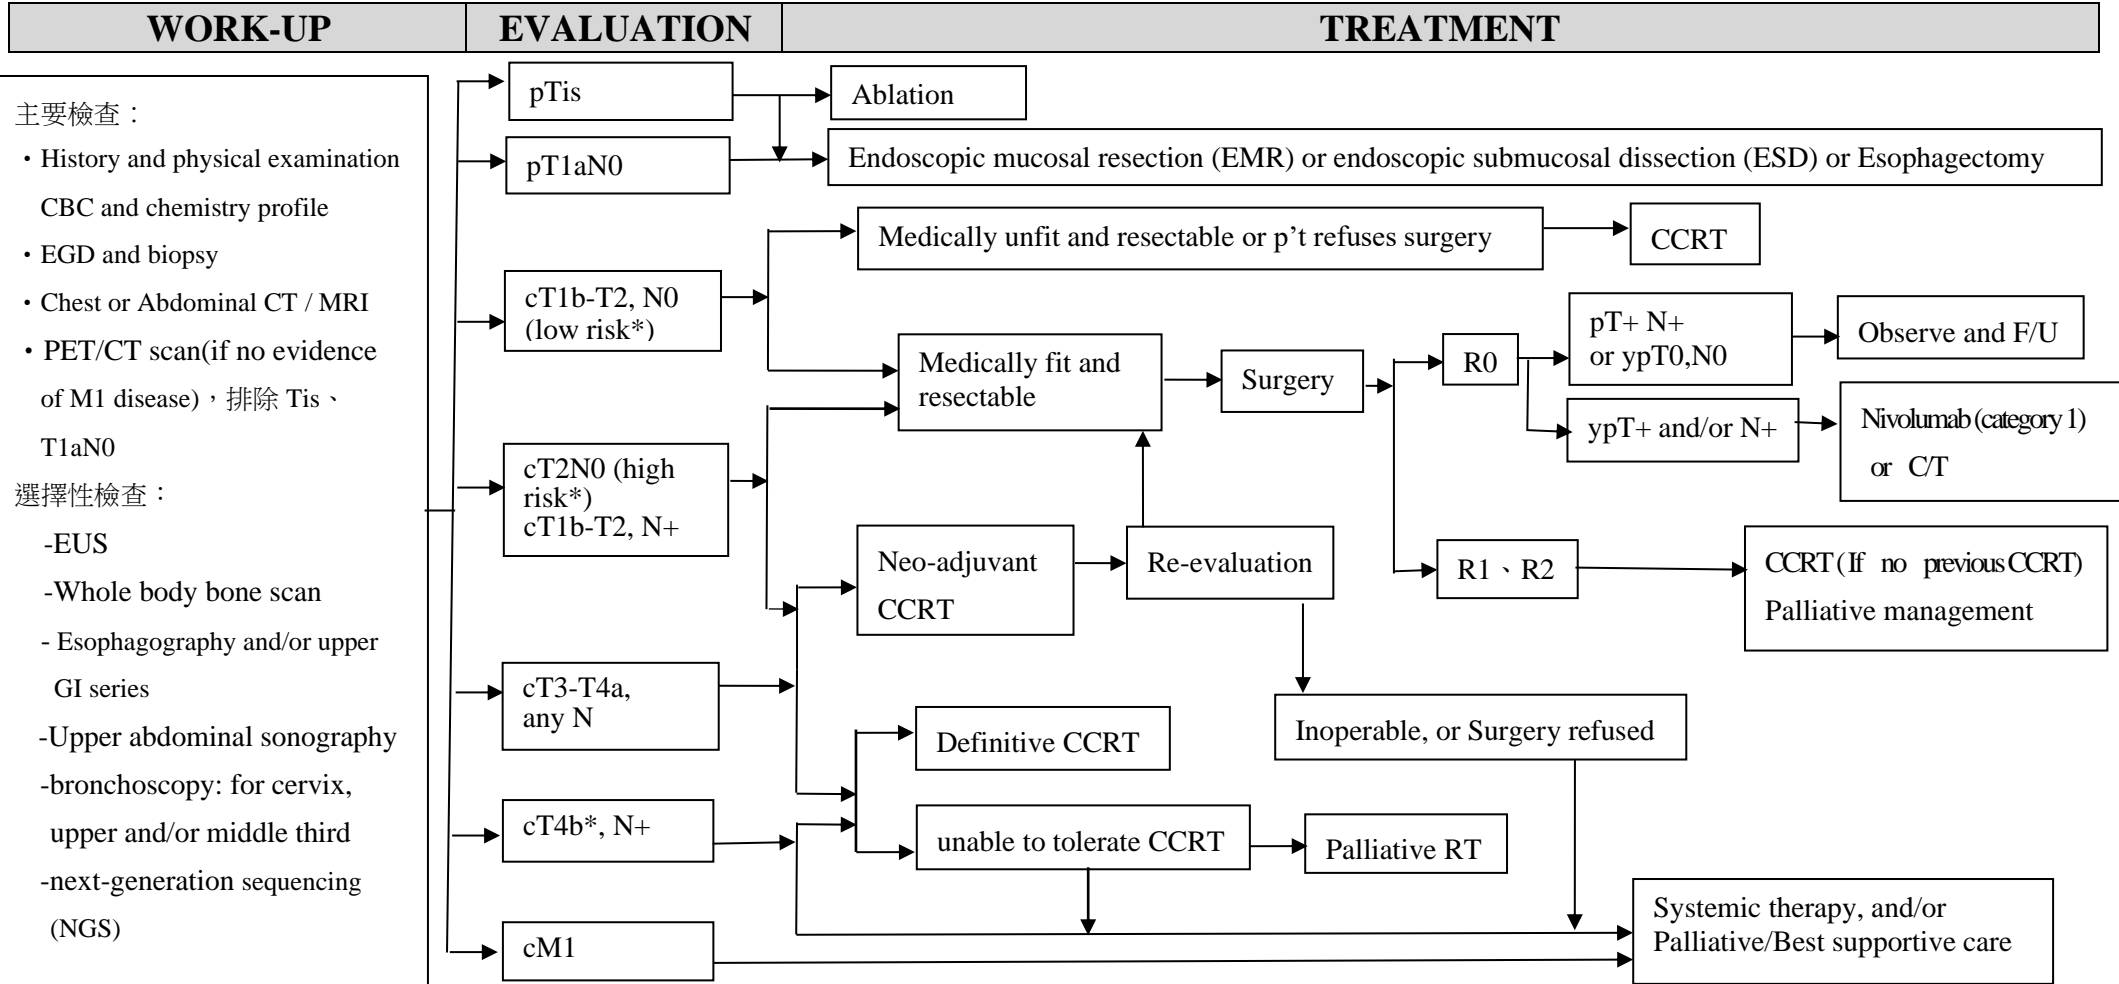 WORK-UP
EVALUATION
TREATMENT
主要檢查：
・History and physical examination
CBC and chemistry profile
・EGD and biopsy
・Chest or Abdominal CT / MRI
・PET/CT scan(if no evidence
of M1 disease)，排除 Tis、
T1aN0
選擇性檢查：
-EUS
-Whole body bone scan
- Esophagography and/or upper
GI series
-Upper abdominal sonography
-bronchoscopy: for cervix,
upper and/or middle third
-next-generation sequencing
(NGS)
pTis
Ablation
pT1aN0
Endoscopic mucosal resection (EMR) or endoscopic submucosal dissection (ESD) or Esophagectomy
cT1b-T2, N0
(low risk*)
Medically unfit and resectable or p’t refuses surgery
CCRT
Medically fit and
resectable
Surgery
R0
pT+ N+
or ypT0,N0
Observe and F/U
ypT+ and/or N+
Nivolumab (category 1)
or C/T
cT2N0 (high
risk*)
cT1b-T2, N+
Neo-adjuvant
CCRT
Re-evaluation
R1、R2
CCRT (If no previous CCRT)
Palliative management
cT3-T4a,
any N
Inoperable, or Surgery refused
Definitive CCRT
cT4b*, N+
unable to tolerate CCRT
Palliative RT
cM1
Systemic therapy, and/or
Palliative/Best supportive care